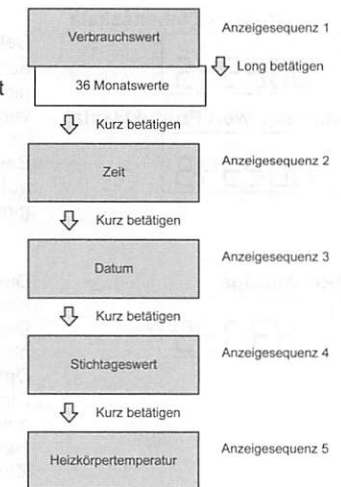 Verbrauchswert
Anzeigesequenz 1
Long betätigen
36 Monatswerte
Kurz betätigen
Zeit
Anzeigesequenz 2
Kurz betätigen
Datum
Anzeigesequenz 3
Kurz betätigen
Stichtageswert
Anzeigesequenz 4
Kurz betätigen
Heizkörpertemperatur
Anzeigesequenz 5